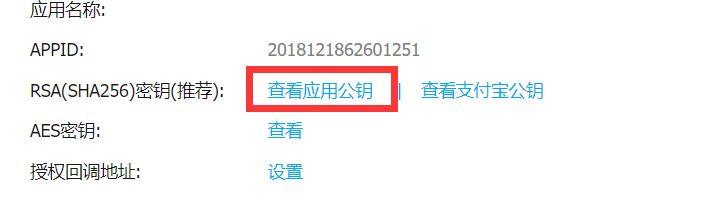 应用名称:
APPID: 2018121862601251
RSA(SHA256)密钥(推荐): 查看应用公钥 | 查看支付宝公钥
AES密钥: 查看
授权回调地址: 设置